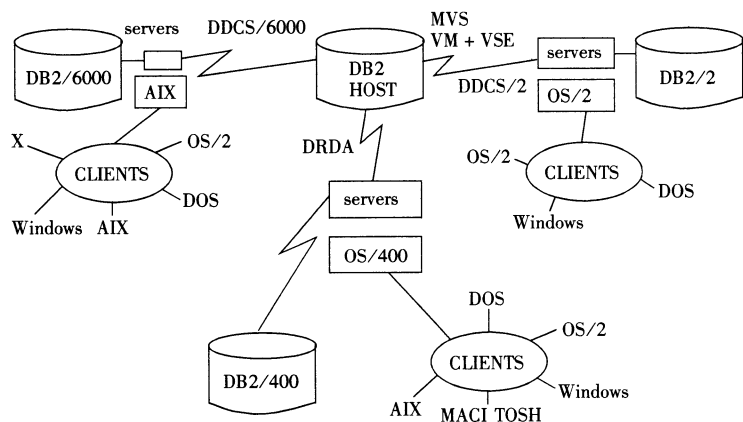 servers
DDCS/6000
MVS
VM + VSE
DB2/6000
AIX
DB2
HOST
DDCS/2
servers
OS/2
DB2/2
X
OS/2
CLIENTS
DOS
Windows
AIX
DRDA
servers
OS/400
OS/2
CLIENTS
DOS
Windows
DB2/400
DOS
OS/2
CLIENTS
Windows
AIX
MACI TOSH